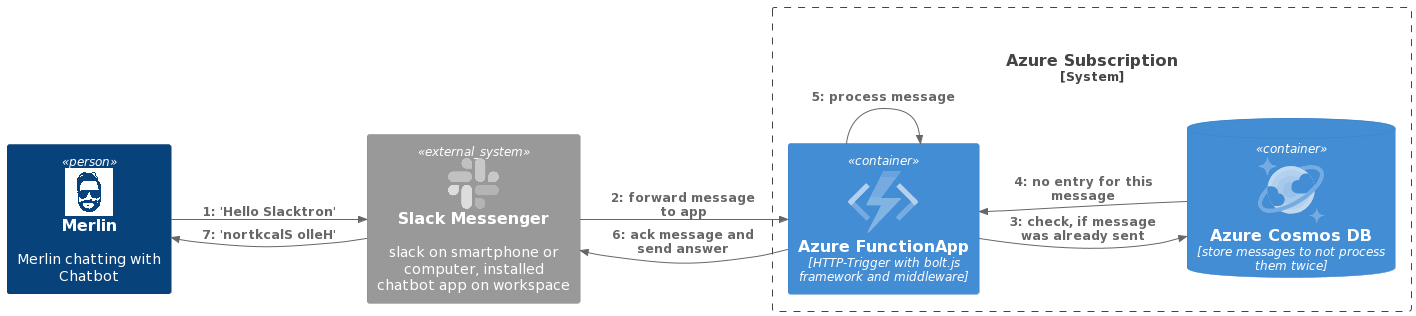 Azure Subscription
[System]
5: process message
«person»
Merlin
Merlin chatting with
Chatbot
1: 'Hello Slacktron'
7: 'nortkcalS olleH'
«external_system»
Slack Messenger
slack on smartphone or
computer, installed
chatbot app on workspace
2: forward message
to app
6: ack message and
send answer
«container»
Azure FunctionApp
[HTTP-Trigger with bolt.js
framework and middleware]
4: no entry for this
message
3: check, if message
was already sent
«container»
Azure Cosmos DB
[store messages to not process
them twice]